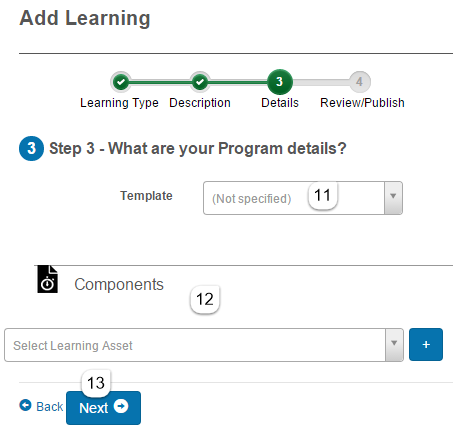 Add Learning
3 4
Learning Type Description Details Review/Publish
3 Step 3 - What are your Program details?
Template (Not specified) 11
Components
12
Select Learning Asset +
13
Back Next